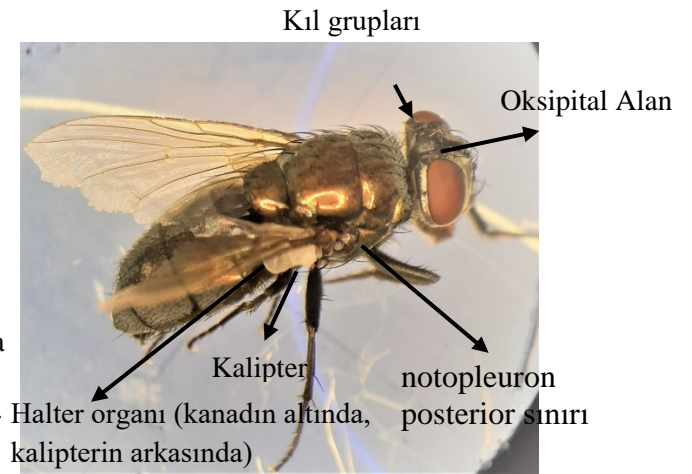 Kıl grupları
Oksipital Alan
Kalipter
notopleuron
posterior sınırı
Halter organı (kanadın altında,
kalipterin arkasında)